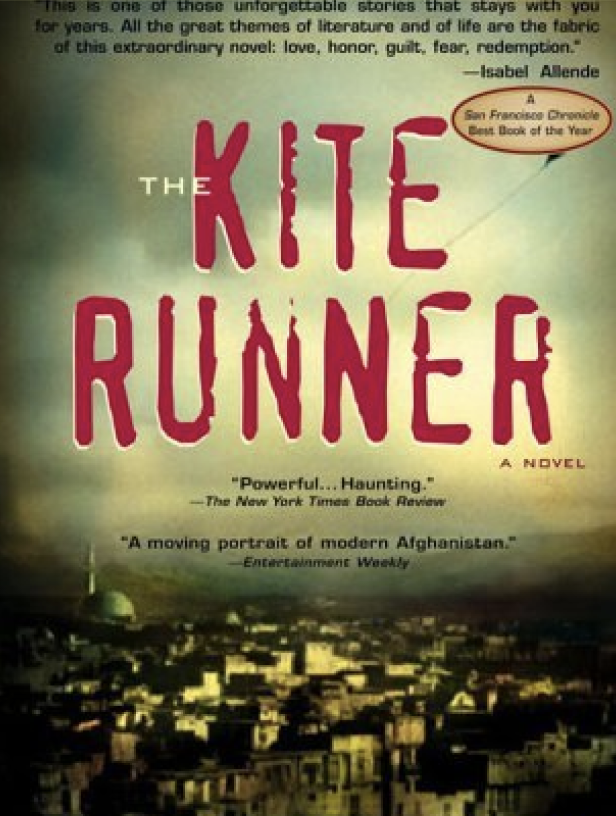 "This is one of those unforgettable stories that stays with you
for years. All the great themes of literature and of life are the fabric
of this extraordinary novel: love, honor, guilt, fear, redemption."
—Isabel Allende
A
San Francisco Chronicle
Best Book of the Year
THE KITE
RUNNER
A NOVEL
"Powerful... Haunting."
—The New York Times Book Review
"A moving portrait of modern Afghanistan."
—Entertainment Weekly